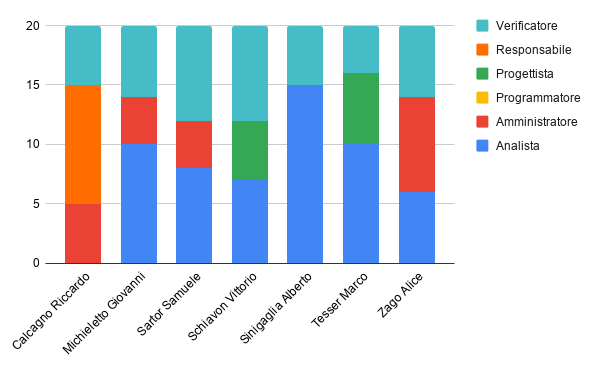 20
15
10
5
0
Calcagno Riccardo
Michieletto Giovanni
Sartor Samuele
Schiavon Vittorio
Sinigaglia Alberto
Tesser Marco
Zago Alice
Verificatore
Responsabile
Progettista
Programmatore
Amministratore
Analista